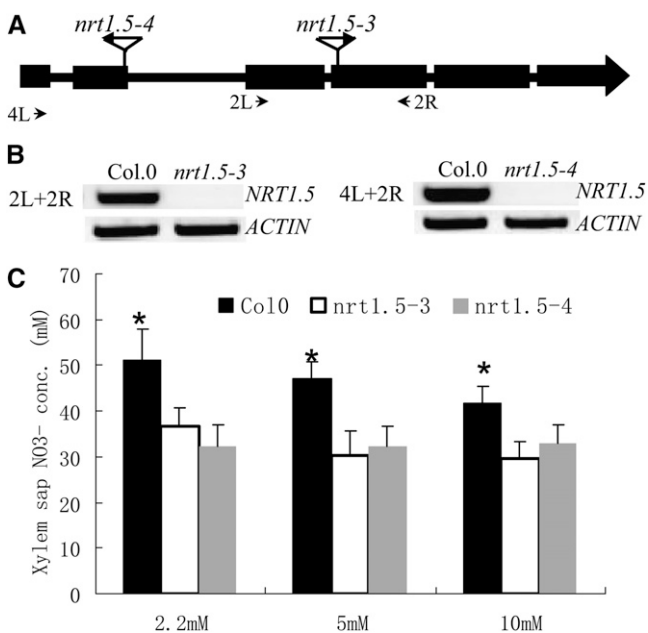 A
nrt1.5-4 nrt1.5-3
4L 2L 2R
B
Col.0 nrt1.5-3
2L+2R NRT1.5
ACTIN
Col.0 nrt1.5-4
4L+2R NRT1.5
ACTIN
C
Xylem sap NO3- conc. (mM)
70
60
50
40
30
20
10
0
Col0 nrt1.5-3 nrt1.5-4
*
*
*
2.2mM 5mM 10mM